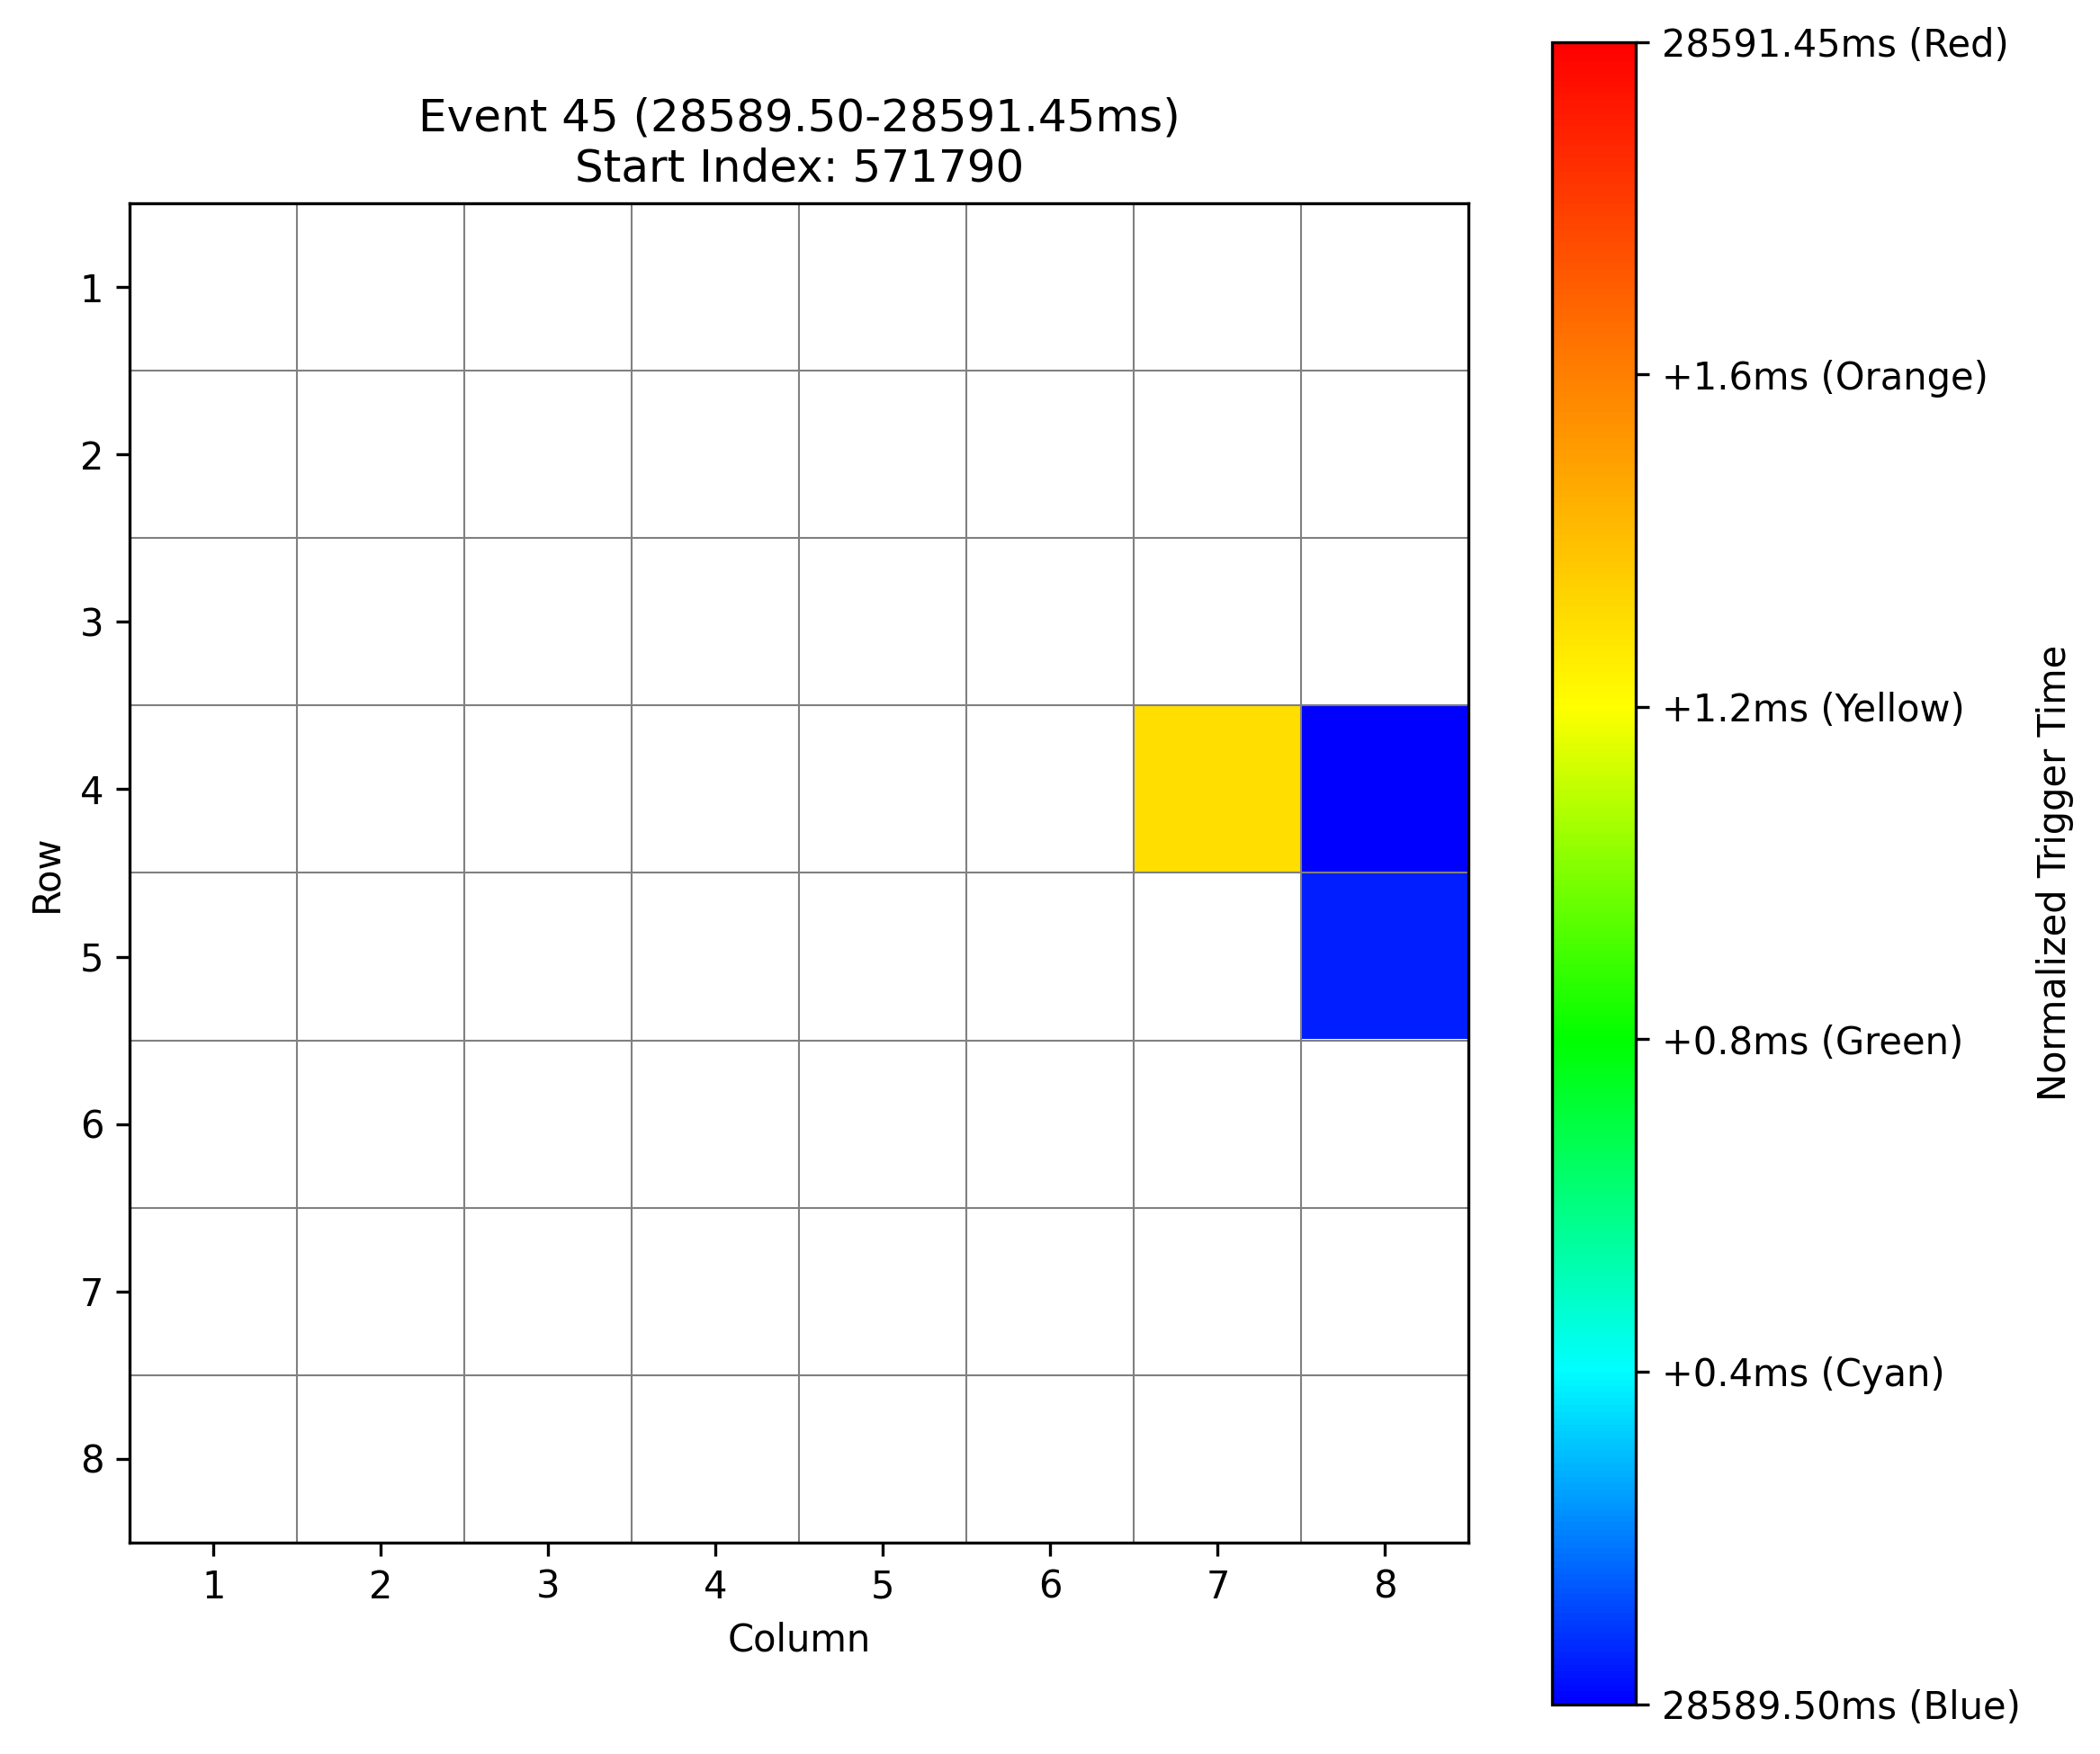 Event 45 (28589.50-28591.45ms)
Start Index: 571790
Row
1
2
3
4
5
6
7
8
1 2 3 4 5 6 7 8
Column
28591.45ms (Red)
+1.6ms (Orange)
+1.2ms (Yellow)
+0.8ms (Green)
+0.4ms (Cyan)
28589.50ms (Blue)
Normalized Trigger Time